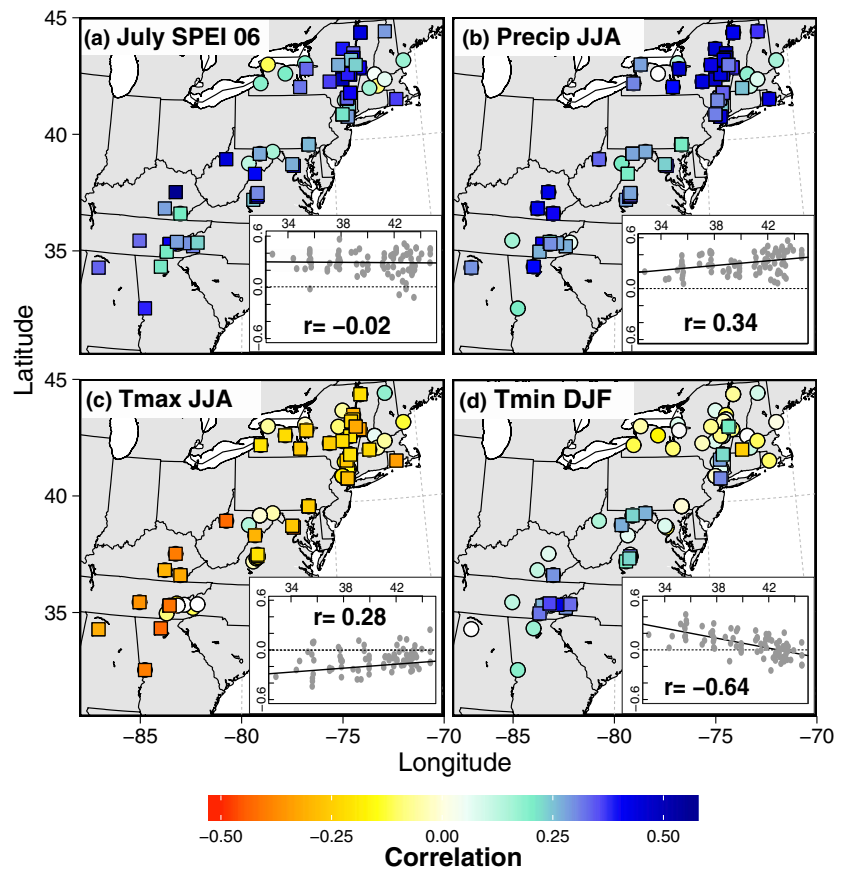 (a) July SPEI 06
(b) Precip JJA
45
40
35
34 38 42
0.6
0.0
−0.6
r= −0.02
34 38 42
0.6
0.0
−0.6
r= 0.34
Latitude
(c) Tmax JJA
(d) Tmin DJF
45
40
35
34 38 42
0.6
0.0
−0.6
r= 0.28
34 38 42
0.6
0.0
−0.6
r= −0.64
−85 −80 −75 −70 −85 −80 −75 −70
Longitude
−0.50 −0.25 0.00 0.25 0.50
Correlation